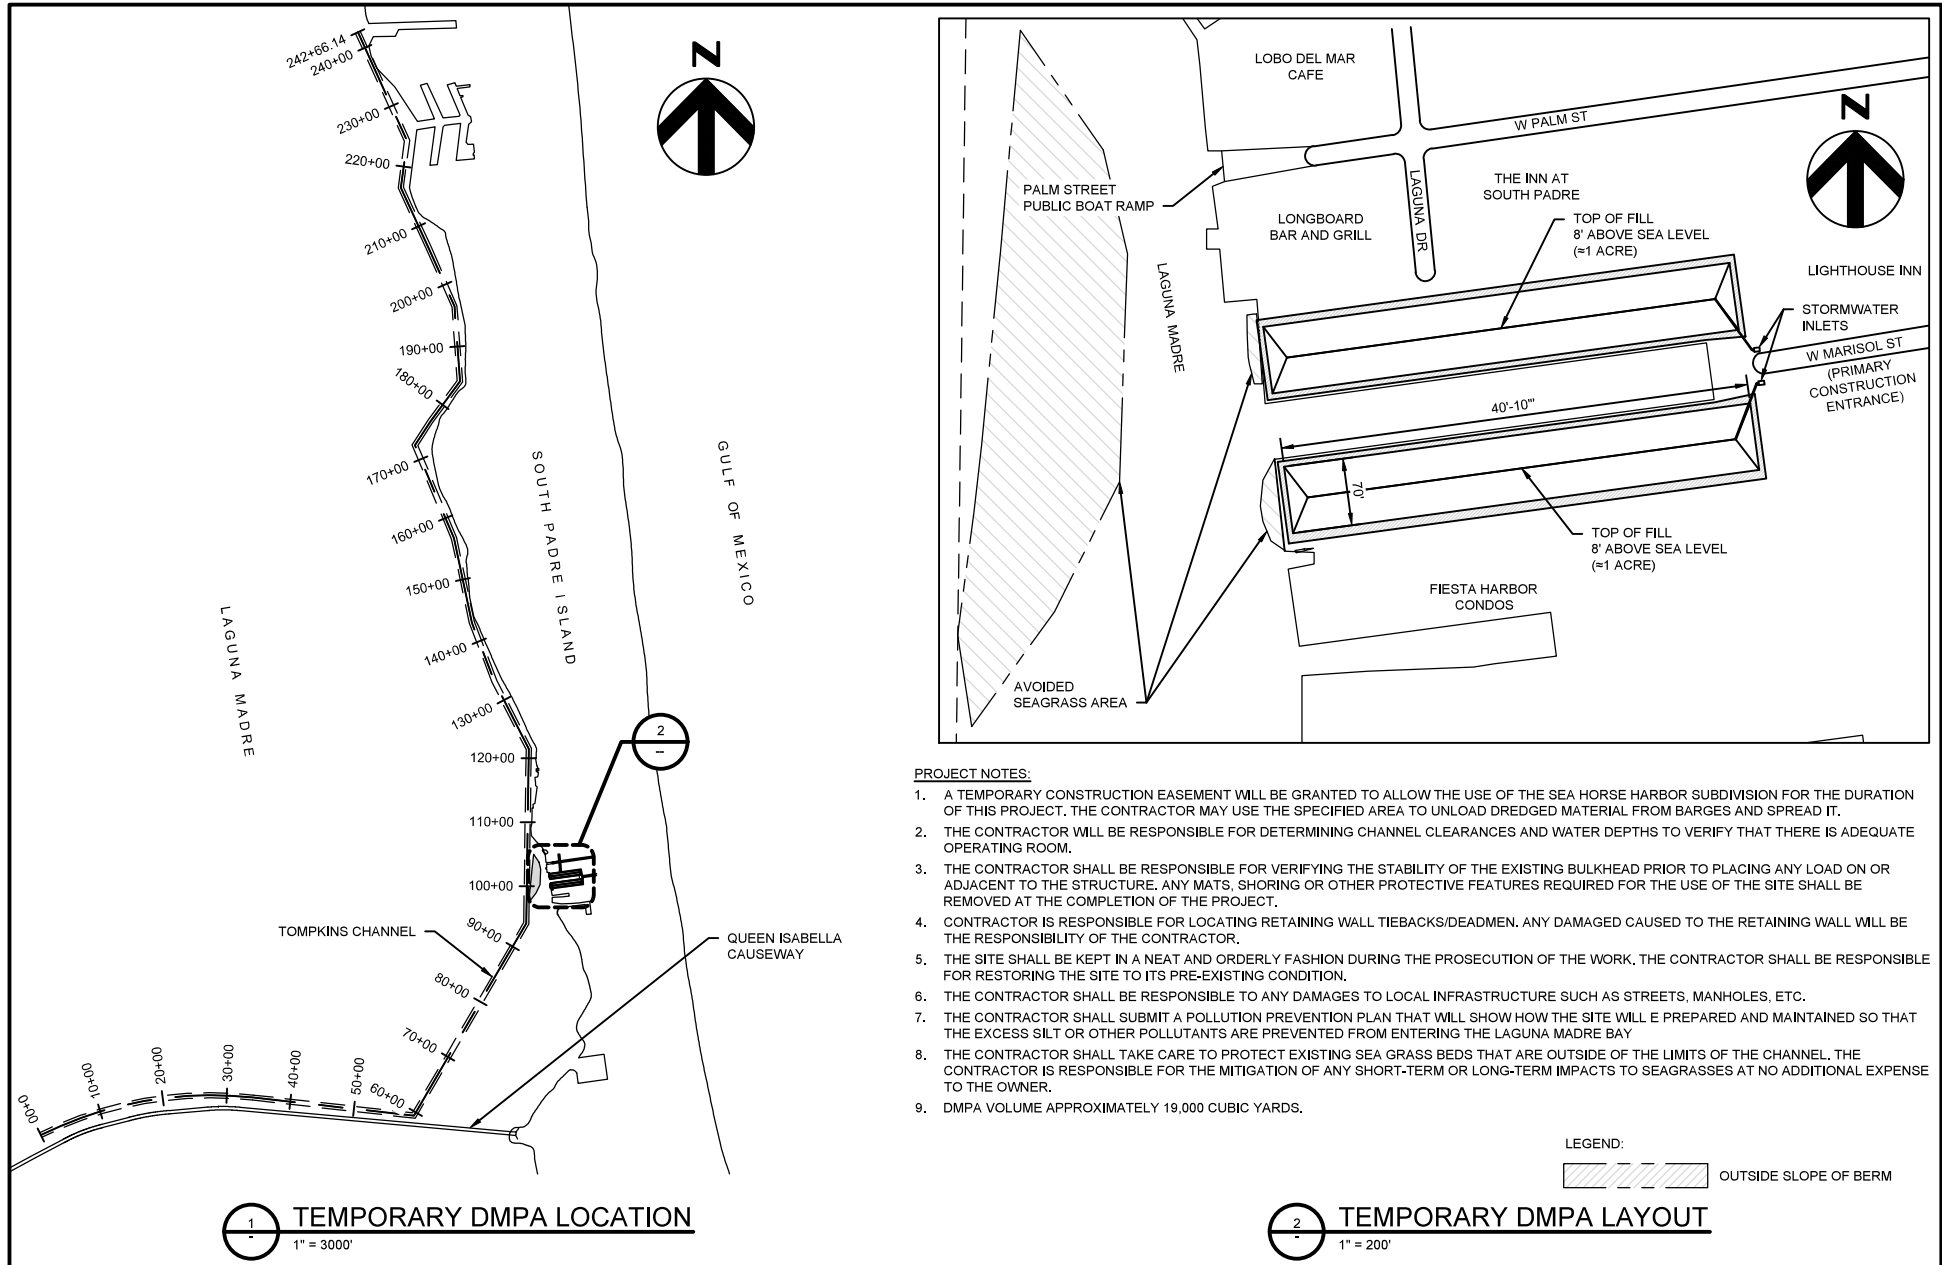 242+66.14
240+00
230+00
220+00
210+00
200+00
190+00
180+00
170+00
160+00
150+00
140+00
130+00
120+00
110+00
100+00
90+00
80+00
70+00
60+00
50+00
40+00
30+00
20+00
10+00
0+00
N
LAGUNA MADRE
SOUTH PADRE ISLAND
GULF OF MEXICO
2
–
TOMPKINS CHANNEL
QUEEN ISABELLA
CAUSEWAY
1
-
TEMPORARY DMPA LOCATION
1" = 3000'
LOBO DEL MAR
CAFE
W PALM ST
N
PALM STREET
PUBLIC BOAT RAMP
LAGUNA DR
THE INN AT
SOUTH PADRE
LONGBOARD
BAR AND GRILL
TOP OF FILL
8' ABOVE SEA LEVEL
(≈1 ACRE)
LAGUNA MADRE
LIGHTHOUSE INN
STORMWATER
INLETS
W MARISOL ST
(PRIMARY
CONSTRUCTION
ENTRANCE)
40'-10'"
70'
TOP OF FILL
8' ABOVE SEA LEVEL
(≈1 ACRE)
FIESTA HARBOR
CONDOS
AVOIDED
SEAGRASS AREA
PROJECT NOTES:
1. A TEMPORARY CONSTRUCTION EASEMENT WILL BE GRANTED TO ALLOW THE USE OF THE SEA HORSE HARBOR SUBDIVISION FOR THE DURATION
OF THIS PROJECT. THE CONTRACTOR MAY USE THE SPECIFIED AREA TO UNLOAD DREDGED MATERIAL FROM BARGES AND SPREAD IT.
2. THE CONTRACTOR WILL BE RESPONSIBLE FOR DETERMINING CHANNEL CLEARANCES AND WATER DEPTHS TO VERIFY THAT THERE IS ADEQUATE
OPERATING ROOM.
3. THE CONTRACTOR SHALL BE RESPONSIBLE FOR VERIFYING THE STABILITY OF THE EXISTING BULKHEAD PRIOR TO PLACING ANY LOAD ON OR
ADJACENT TO THE STRUCTURE. ANY MATS, SHORING OR OTHER PROTECTIVE FEATURES REQUIRED FOR THE USE OF THE SITE SHALL BE
REMOVED AT THE COMPLETION OF THE PROJECT.
4. CONTRACTOR IS RESPONSIBLE FOR LOCATING RETAINING WALL TIEBACKS/DEADMEN. ANY DAMAGED CAUSED TO THE RETAINING WALL WILL BE
THE RESPONSIBILITY OF THE CONTRACTOR.
5. THE SITE SHALL BE KEPT IN A NEAT AND ORDERLY FASHION DURING THE PROSECUTION OF THE WORK. THE CONTRACTOR SHALL BE RESPONSIBLE
FOR RESTORING THE SITE TO ITS PRE-EXISTING CONDITION.
6. THE CONTRACTOR SHALL BE RESPONSIBLE TO ANY DAMAGES TO LOCAL INFRASTRUCTURE SUCH AS STREETS, MANHOLES, ETC.
7. THE CONTRACTOR SHALL SUBMIT A POLLUTION PREVENTION PLAN THAT WILL SHOW HOW THE SITE WILL E PREPARED AND MAINTAINED SO THAT
THE EXCESS SILT OR OTHER POLLUTANTS ARE PREVENTED FROM ENTERING THE LAGUNA MADRE BAY
8. THE CONTRACTOR SHALL TAKE CARE TO PROTECT EXISTING SEA GRASS BEDS THAT ARE OUTSIDE OF THE LIMITS OF THE CHANNEL. THE
CONTRACTOR IS RESPONSIBLE FOR THE MITIGATION OF ANY SHORT-TERM OR LONG-TERM IMPACTS TO SEAGRASSES AT NO ADDITIONAL EXPENSE
TO THE OWNER.
9. DMPA VOLUME APPROXIMATELY 19,000 CUBIC YARDS.
LEGEND:
OUTSIDE SLOPE OF BERM
2
-
TEMPORARY DMPA LAYOUT
1" = 200'